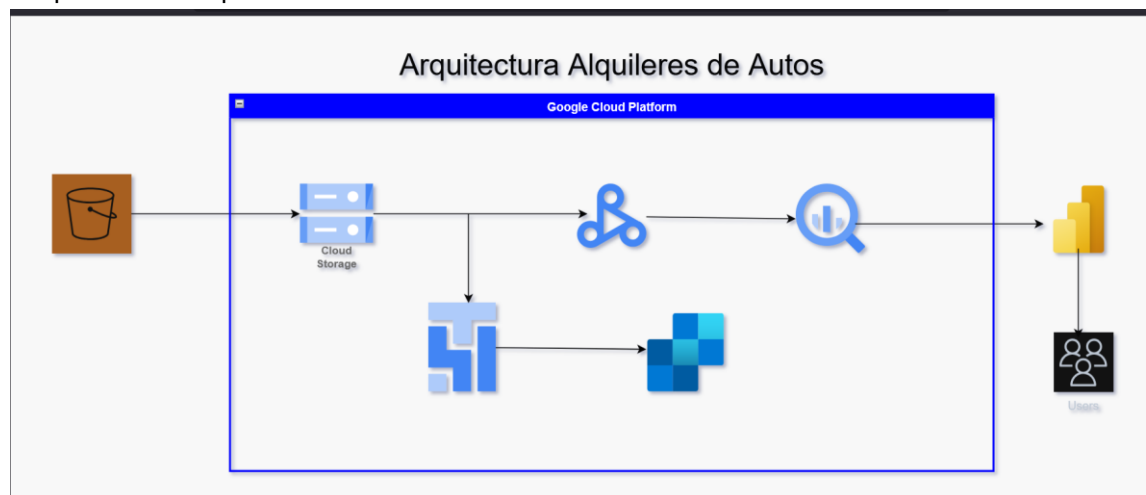 Arquitectura Alquileres de Autos
Google Cloud Platform
Cloud
Storage
Users